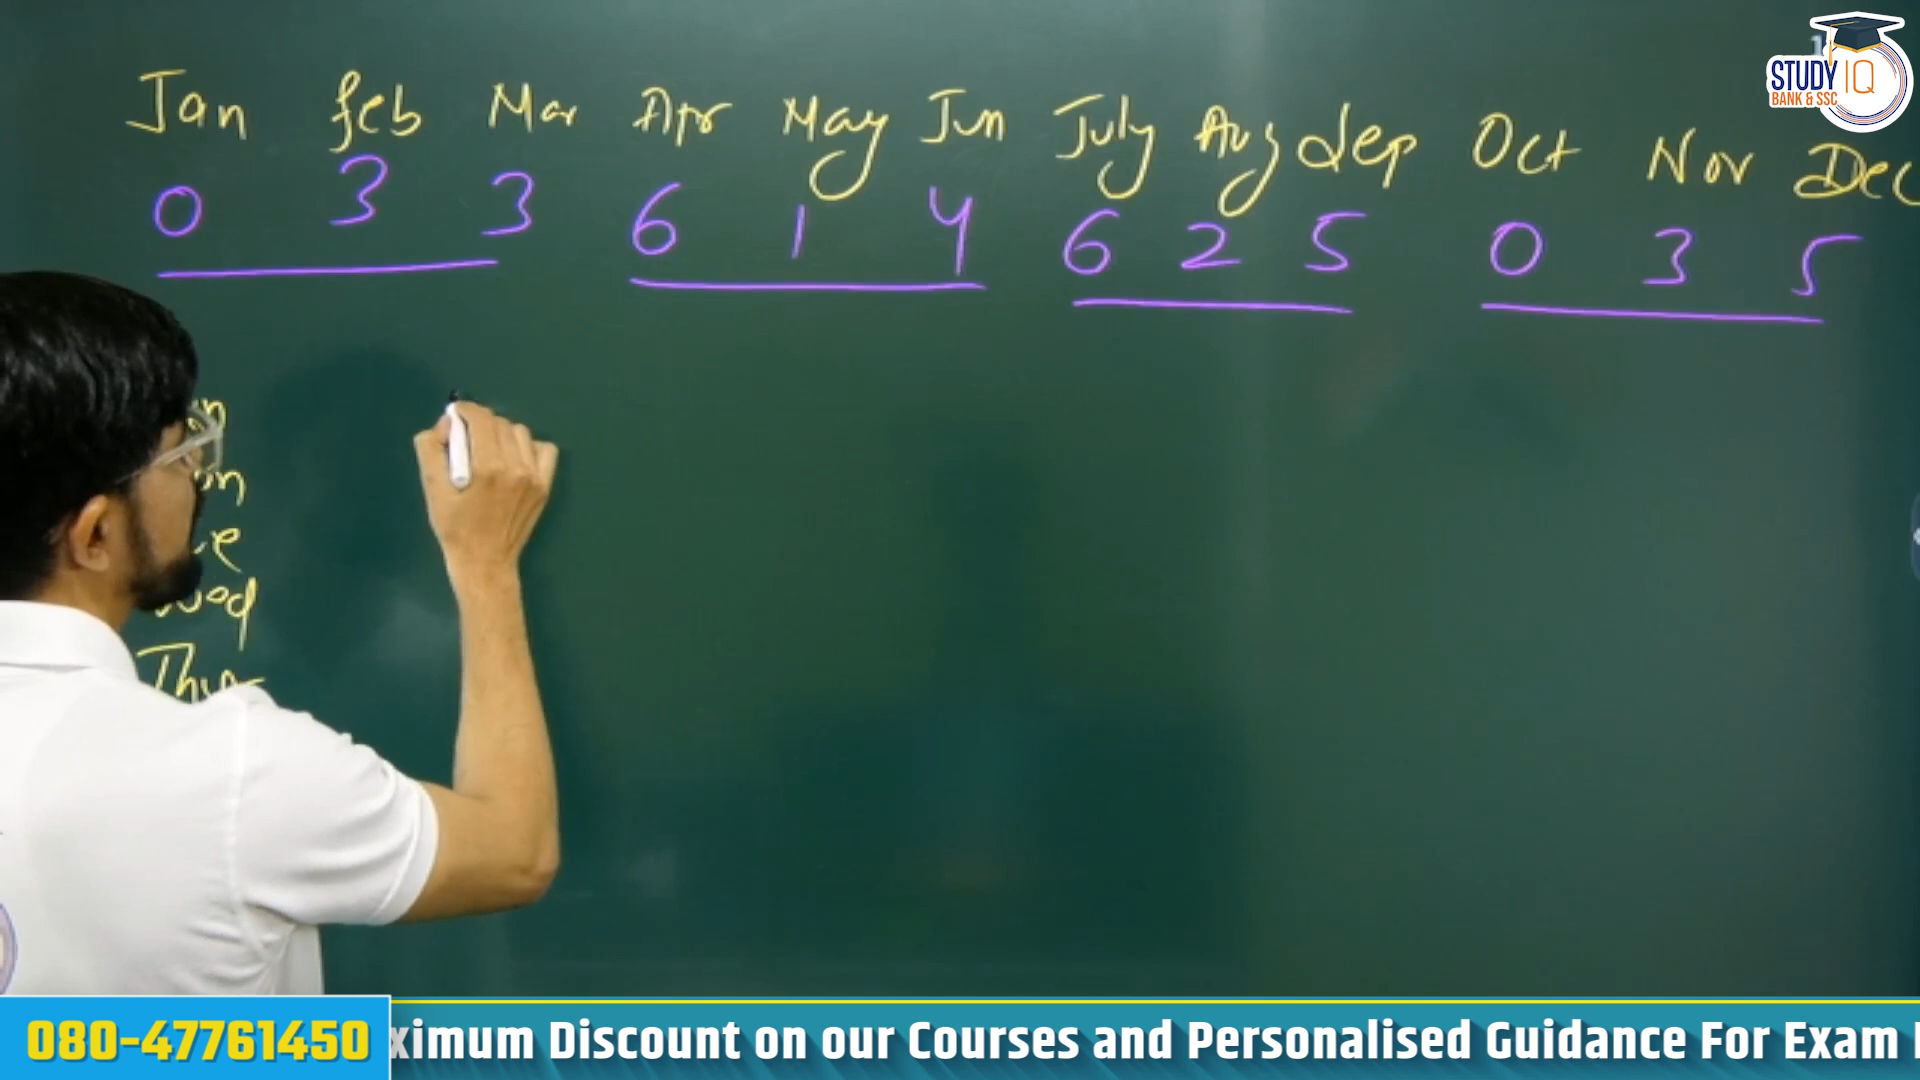 Jan feb Mar Apr May Jun July Aug Sep Oct Nov Dec
0 3 3 6 1 4 6 2 5 0 3 5
Thur
STUDY IQ
BANK & SSC
080-47761450
ximum Discount on our Courses and Personalised Guidance For Exam